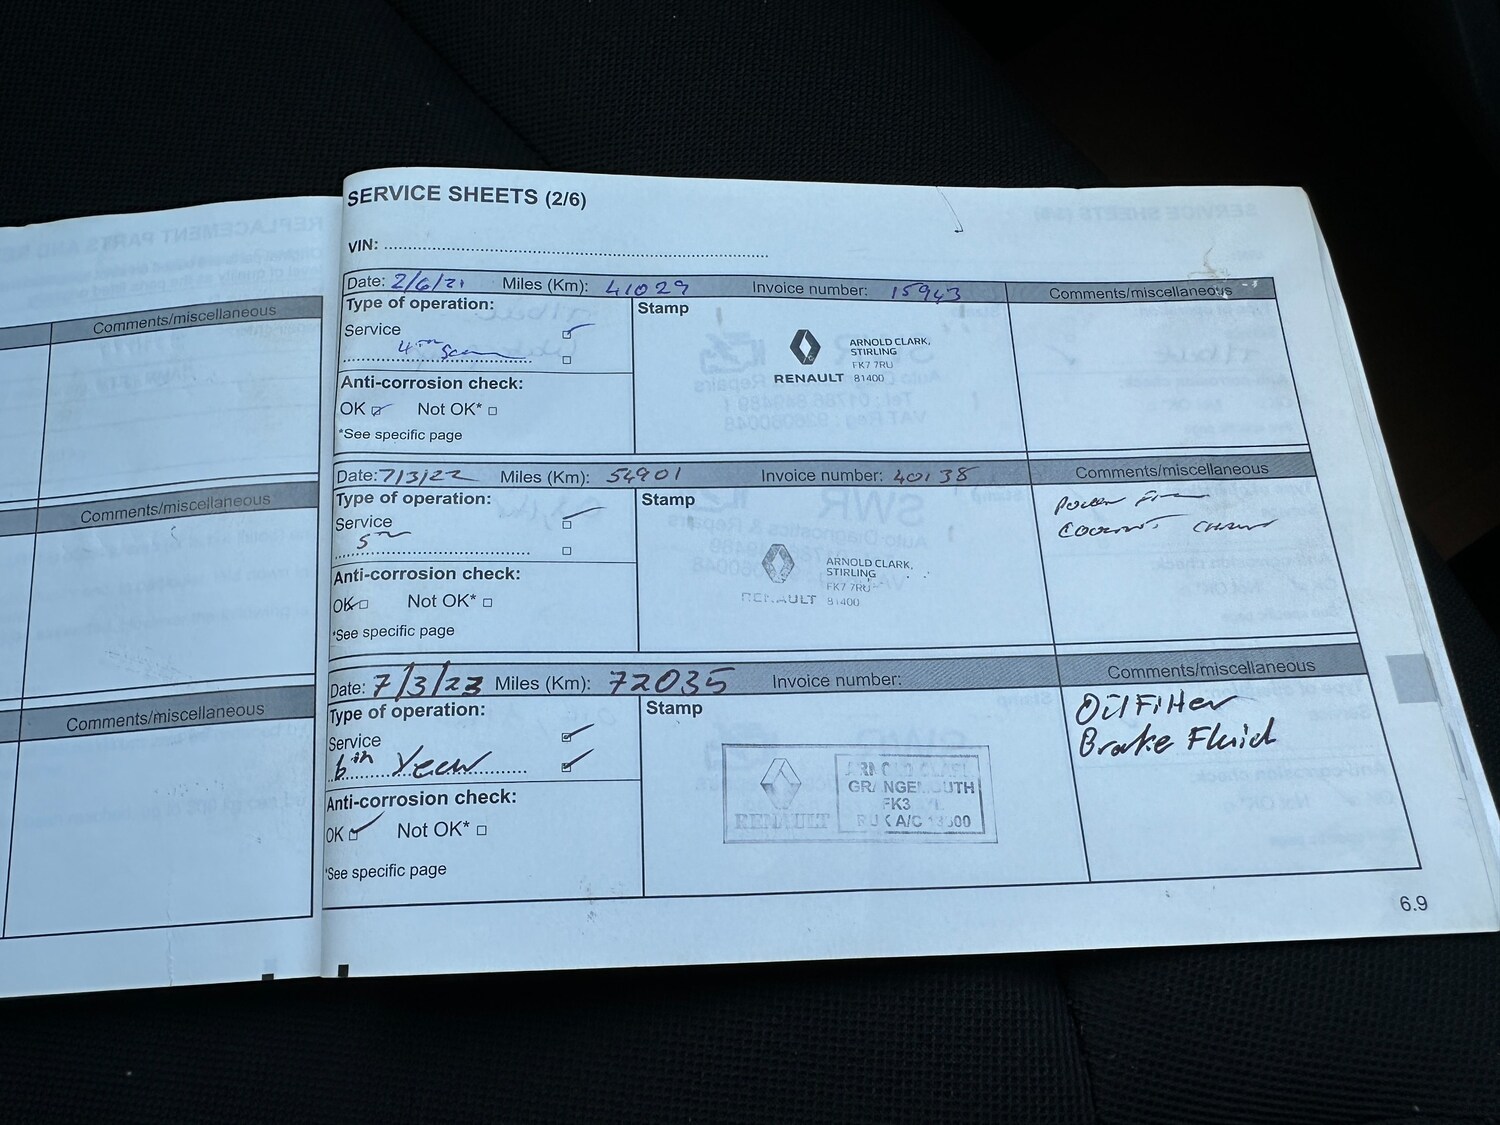 SERVICE SHEETS (2/6)
VIN:
Date: 2/6/21 Miles (Km): 41029 Invoice number: 15943 Comments/miscellaneous
Type of operation:
Service
4th
Anti-corrosion check:
OK Not OK*
*See specific page
Stamp
ARNOLD CLARK,
STIRLING
FK7 7RU
RENAULT 81400
Date: 7/3/22 Miles (Km): 54901 Invoice number: 40138 Comments/miscellaneous
Type of operation:
Service
5th
Anti-corrosion check:
OK Not OK*
*See specific page
Stamp
ARNOLD CLARK,
STIRLING
FK7 7RU
RENAULT 81400
Date: 7/3/23 Miles (Km): 72035 Invoice number: Comments/miscellaneous
Type of operation:
Service
6th Year
Anti-corrosion check:
OK Not OK*
*See specific page
Stamp
RENAULT
ARNOLD CLARK
GRANGEMOUTH
FK3
RUK A/C
Oil Filter
Brake Fluid
6.9
Comments/miscellaneous
Comments/miscellaneous
Comments/miscellaneous